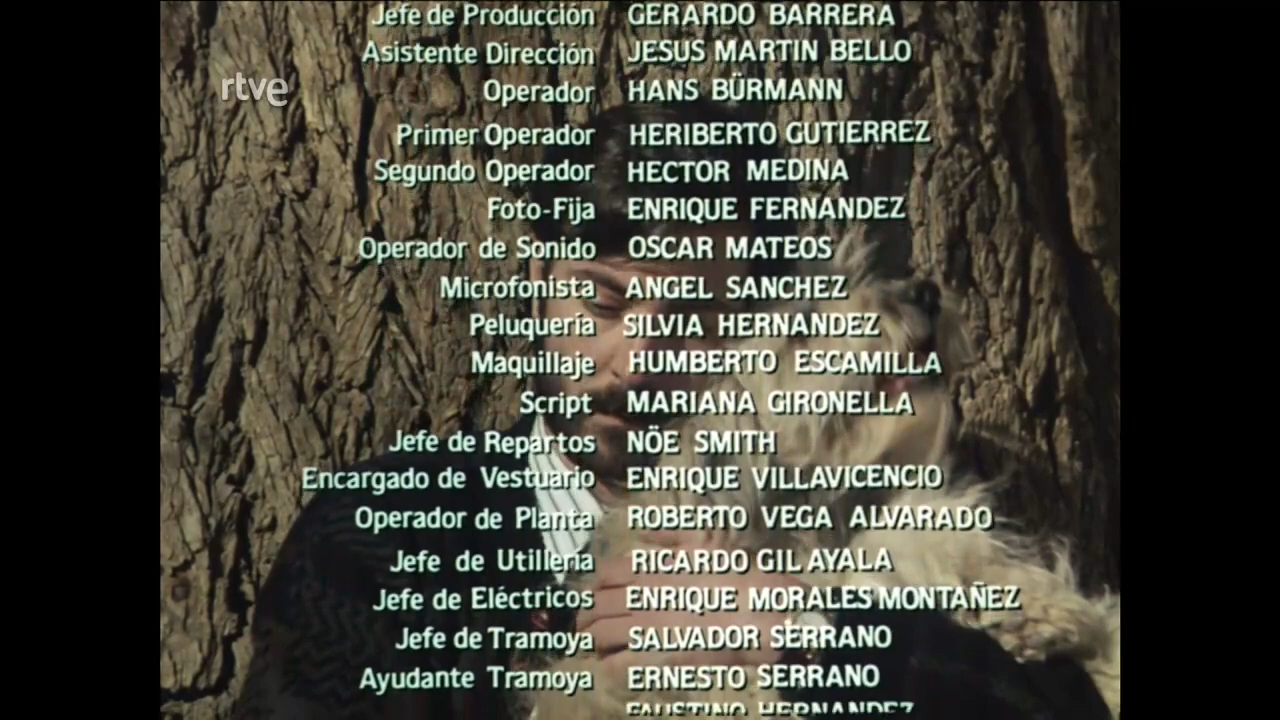 Jefe de Producción GERARDO BARRERA
Asistente Dirección JESUS MARTIN BELLO
rtve
Operador HANS BÜRMANN
Primer Operador HERIBERTO GUTIERREZ
Segundo Operador HECTOR MEDINA
Foto-Fija ENRIQUE FERNANDEZ
Operador de Sonido OSCAR MATEOS
Microfonista ANGEL SANCHEZ
Peluquería SILVIA HERNANDEZ
Maquillaje HUMBERTO ESCAMILLA
Script MARIANA GIRONELLA
Jefe de Repartos NÖE SMITH
Encargado de Vestuario ENRIQUE VILLAVICENCIO
Operador de Planta ROBERTO VEGA ALVARADO
Jefe de Utillería RICARDO GIL AYALA
Jefe de Eléctricos ENRIQUE MORALES MONTAÑEZ
Jefe de Tramoya SALVADOR SERRANO
Ayudante Tramoya ERNESTO SERRANO
FAUSTINO HERNANDEZ